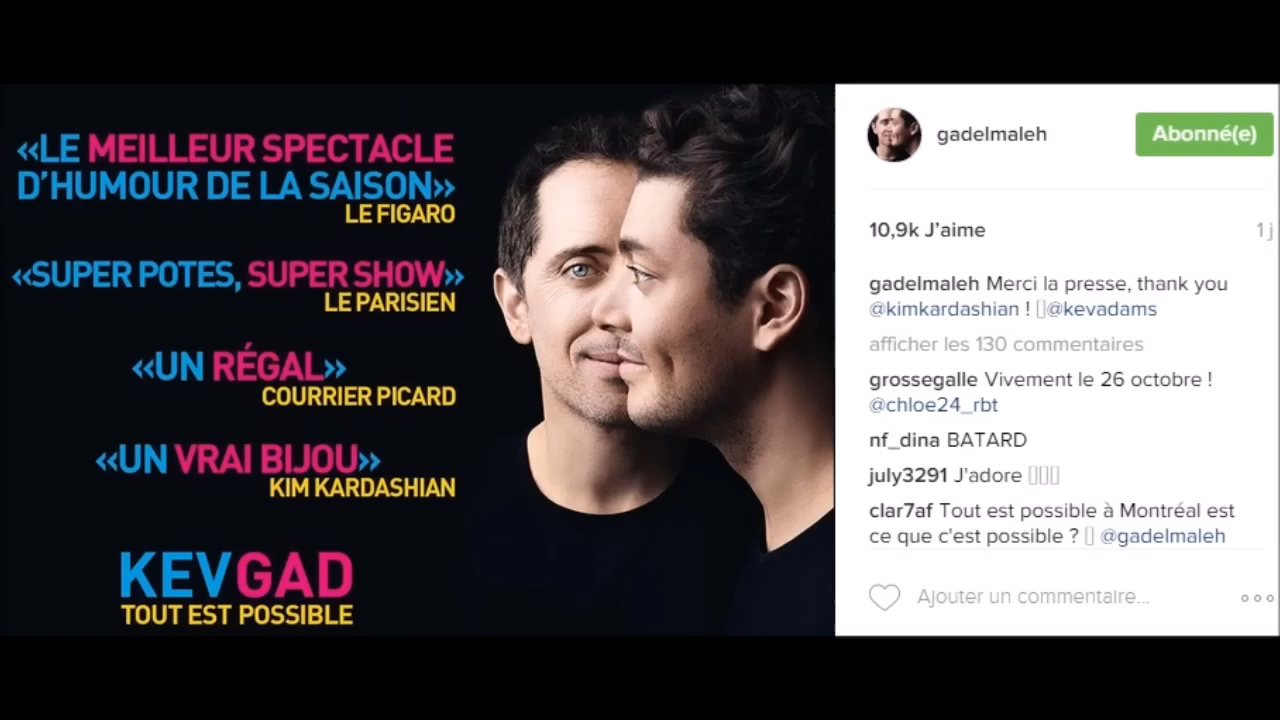 «LE MEILLEUR SPECTACLE
D'HUMOUR DE LA SAISON»
LE FIGARO
«SUPER POTES, SUPER SHOW»
LE PARISIEN
«UN RÉGAL»
COURRIER PICARD
«UN VRAI BIJOU»
KIM KARDASHIAN
KEVGAD
TOUT EST POSSIBLE
gadelmaleh
Abonné(e)
10,9k J'aime
1 j
gadelmaleh Merci la presse, thank you
@kimkardashian ! @kevadams
afficher les 130 commentaires
grossegalle Vivement le 26 octobre !
@chloe24_rbt
nf_dina BATARD
july3291 J'adore
clar7af Tout est possible à Montréal est
ce que c'est possible ? @gadelmaleh
Ajouter un commentaire...